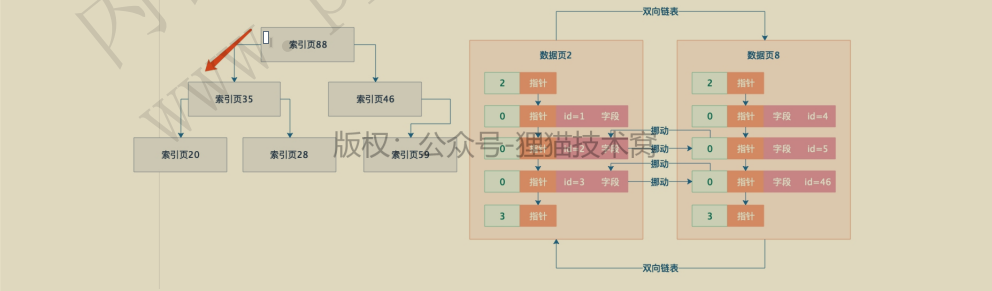 双向链表
索引页88
索引页35
索引页46
索引页20
索引页28
索引页59
数据页2
2 指针
0 指针 id=1 字段
0 指针 id=2 字段
0 指针 id=3 字段
3 指针
挪动
挪动
挪动
挪动
数据页8
2 指针
0 指针 字段 id=4
0 指针 字段 id=5
0 指针 字段 id=46
3 指针
双向链表
版权：公众号-狸猫技术窝
www.